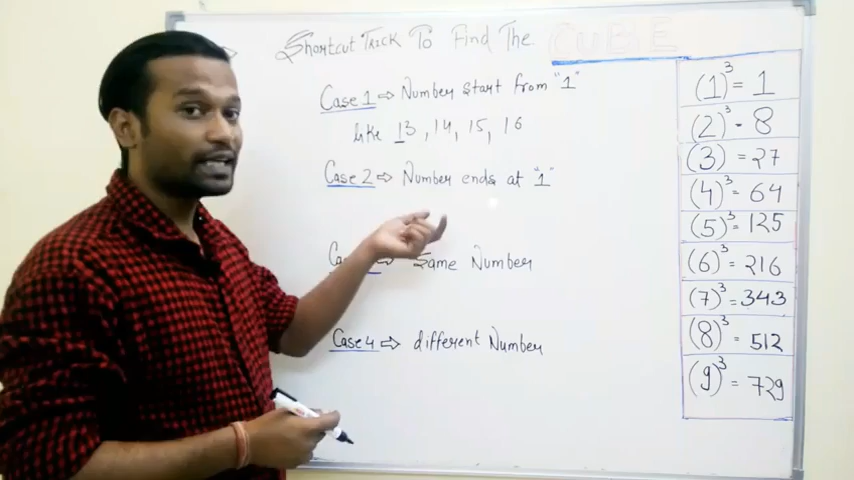 Shortcut Trick To Find The CUBE
Case 1 ⇒ Number start from "1"
like 13, 14, 15, 16
Case 2 ⇒ Number ends at "1"
Same Number
Case 4 ⇒ different Number
(1)³ = 1
(2)³ - 8
(3)³ = 27
(4)³ = 64
(5)³ = 125
(6)³ = 216
(7)³ = 343
(8)³ = 512
(9)³ = 729